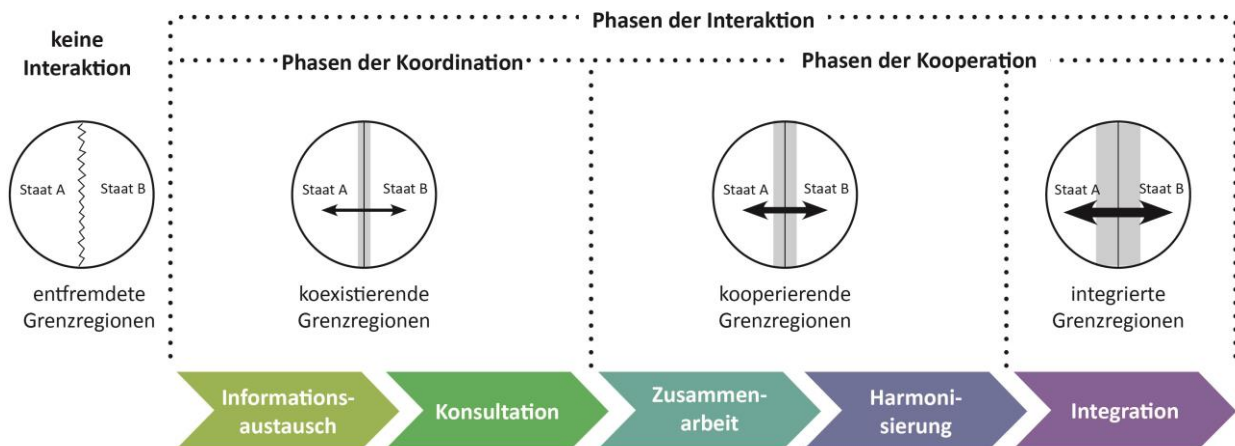 Phasen der Interaktion
keine
Interaktion
Phasen der Koordination
Phasen der Kooperation
Staat A
Staat B
Staat A
Staat B
Staat A
Staat B
Staat A
Staat B
entfremdete
Grenzregionen
koexistierende
Grenzregionen
kooperierende
Grenzregionen
integrierte
Grenzregionen
Informations-
austausch
Konsultation
Zusammen-
arbeit
Harmoni-
sierung
Integration